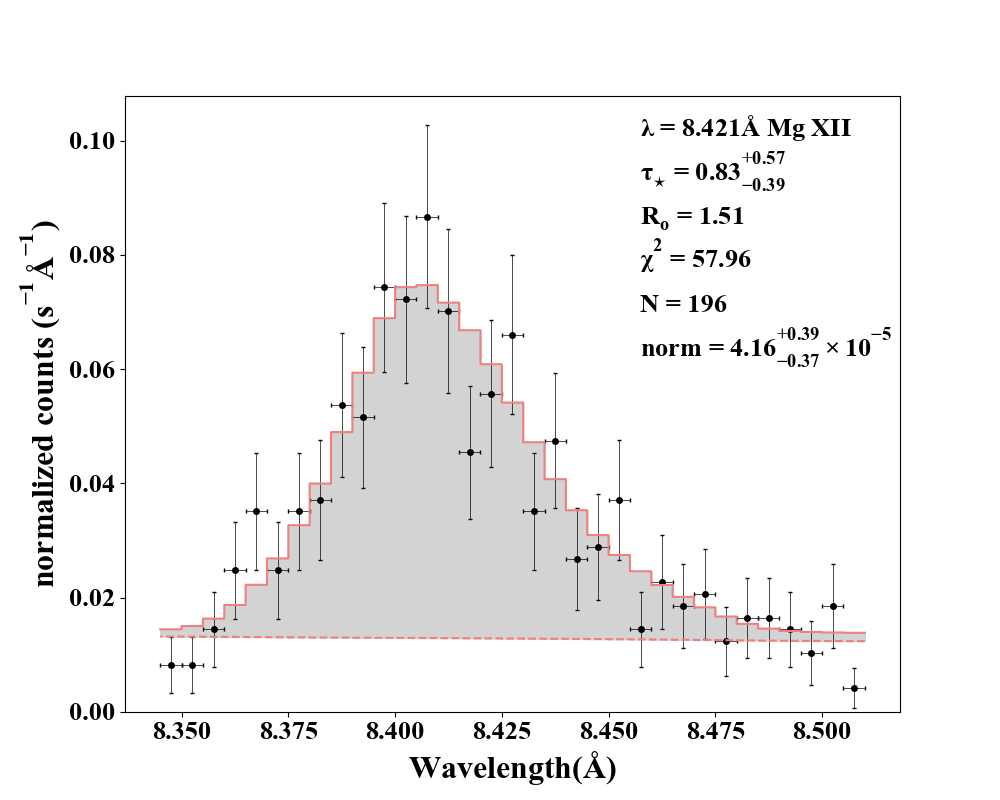 λ = 8.421Å Mg XII
τ⋆ = 0.83 +0.57 −0.39
Ro = 1.51
χ² = 57.96
N = 196
norm = 4.16 +0.39 −0.37 × 10⁻⁵
normalized counts (s⁻¹ Å⁻¹)
0.10
0.08
0.06
0.04
0.02
0.00
8.350 8.375 8.400 8.425 8.450 8.475 8.500
Wavelength(Å)